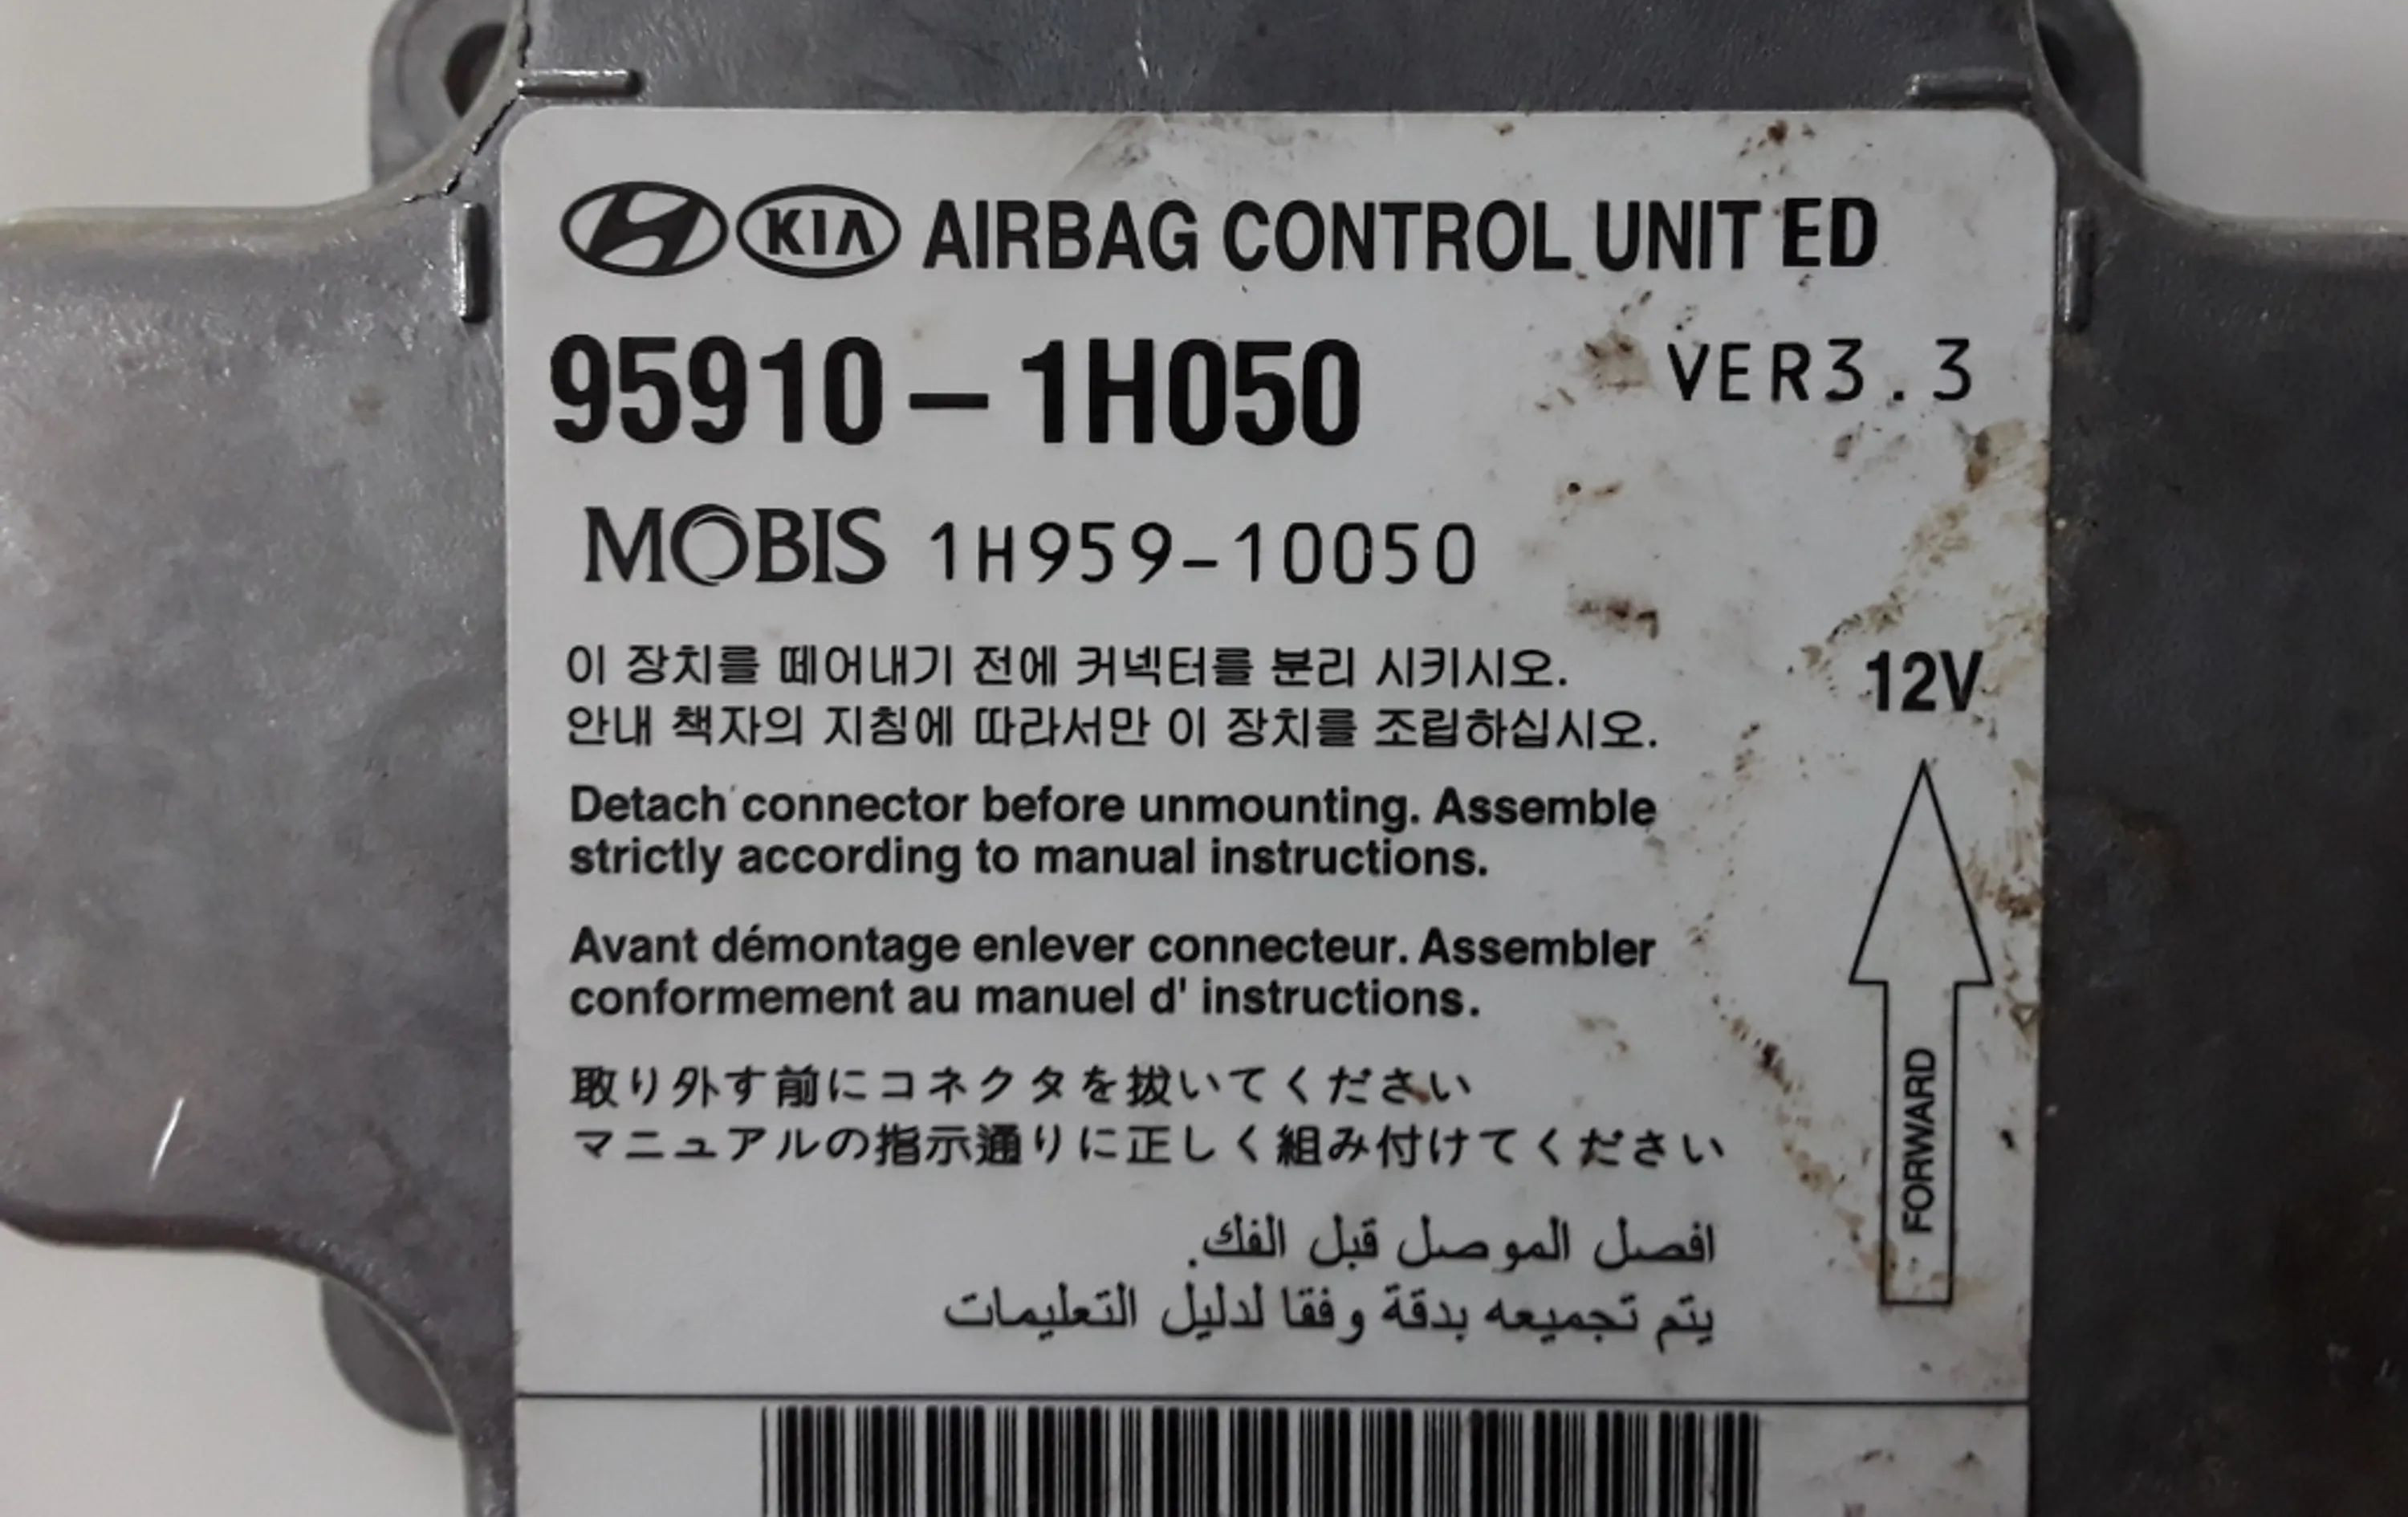 KIA AIRBAG CONTROL UNIT ED
95910-1H050 VER3.3
MOBIS 1H959-10050
이 장치를 떼어내기 전에 커넥터를 분리 시키시오.
안내 책자의 지침에 따라서만 이 장치를 조립하십시오.
12V
Detach connector before unmounting. Assemble
strictly according to manual instructions.
Avant démontage enlever connecteur. Assembler
conformement au manuel d' instructions.
取り外す前にコネクタを抜いてください
マニュアルの指示通りに正しく組み付けてください
FORWARD
افصل الموصل قبل الفك.
يتم تجميعه بدقة وفقا لدليل التعليمات